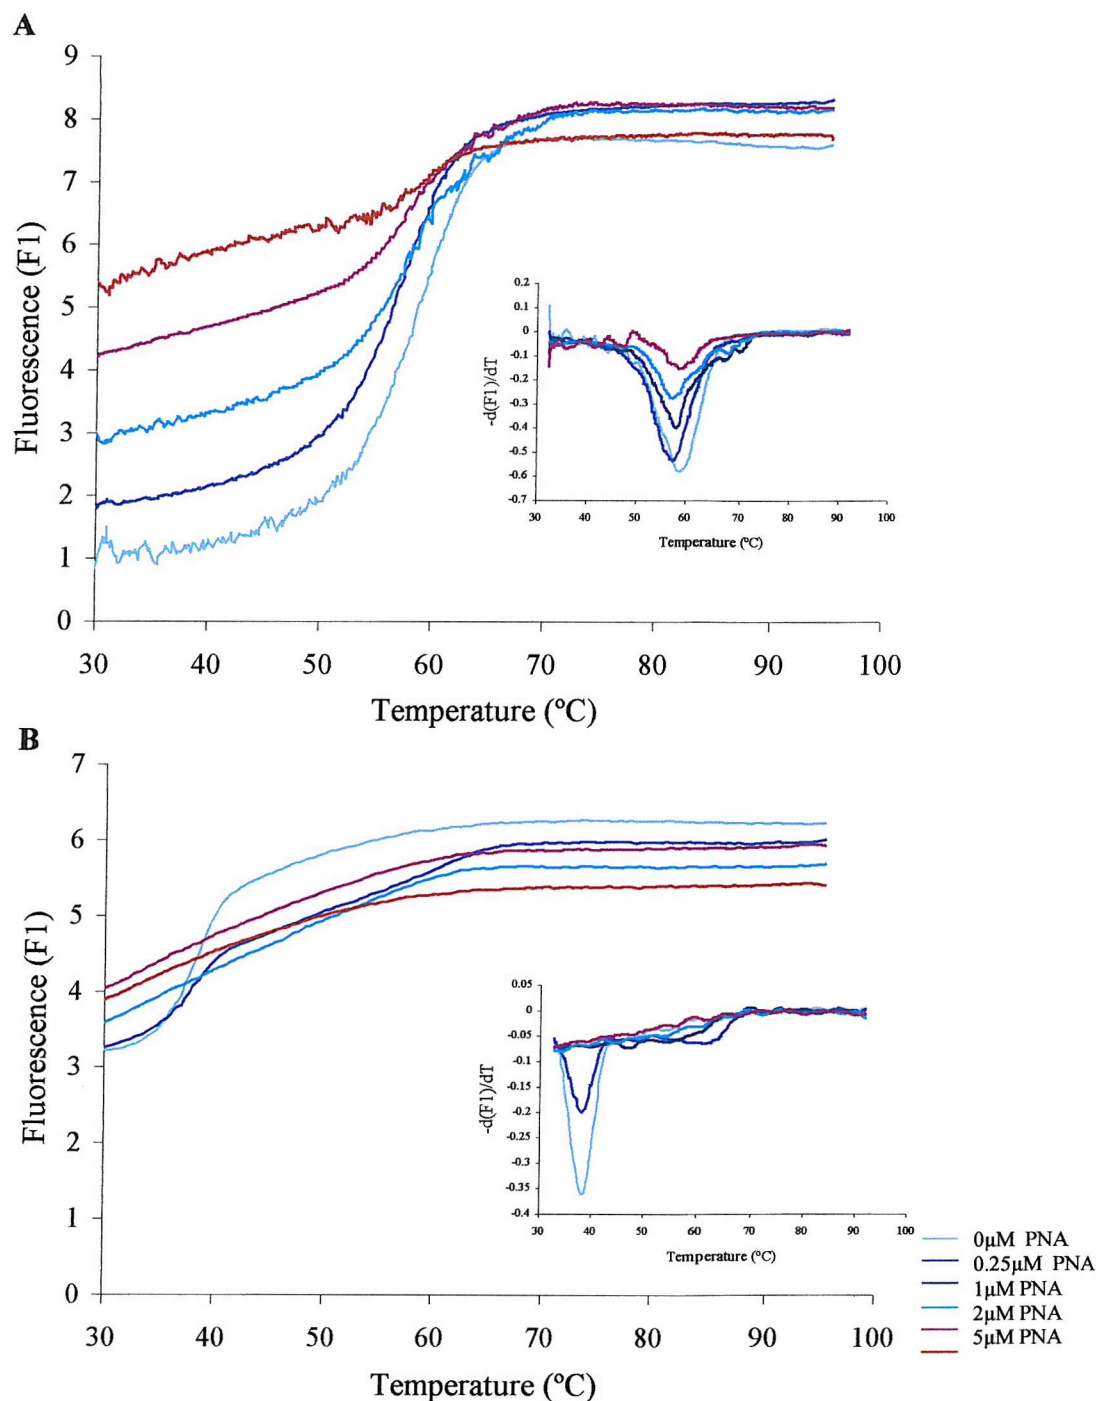 A
9
8
7
6
5
4
3
2
1
0
Fluorescence (F1)
30 40 50 60 70 80 90 100
Temperature (ºC)
0.2
0.1
0
-0.1
-0.2
-0.3
-0.4
-0.5
-0.6
-0.7
-d(F1)/dT
30 40 50 60 70 80 90 100
Temperature (ºC)
B
7
6
5
4
3
2
1
0
Fluorescence (F1)
30 40 50 60 70 80 90 100
Temperature (ºC)
0.05
0
-0.05
-0.1
-0.15
-0.2
-0.25
-0.3
-0.35
-0.4
-d(F1)/dT
30 40 50 60 70 80 90 100
Temperature (ºC)
0µM PNA
0.25µM PNA
1µM PNA
2µM PNA
5µM PNA